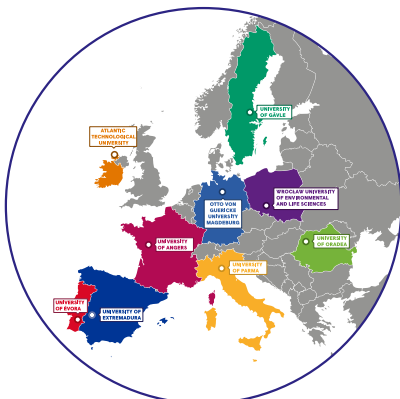 UNIVERSITY
OF GÄVLE
ATLANTIC
TECHNOLOGICAL
UNIVERSITY
WROCŁAW UNIVERSITY
OF ENVIRONMENTAL
AND LIFE SCIENCES
OTTO VON
GUERICKE
UNIVERSITY
MAGDEBURG
UNIVERSITY
OF ANGERS
UNIVERSITY
OF ORADEA
UNIVERSITY
OF PARMA
UNIVERSITY
OF ÉVORA
UNIVERSITY OF
EXTREMADURA